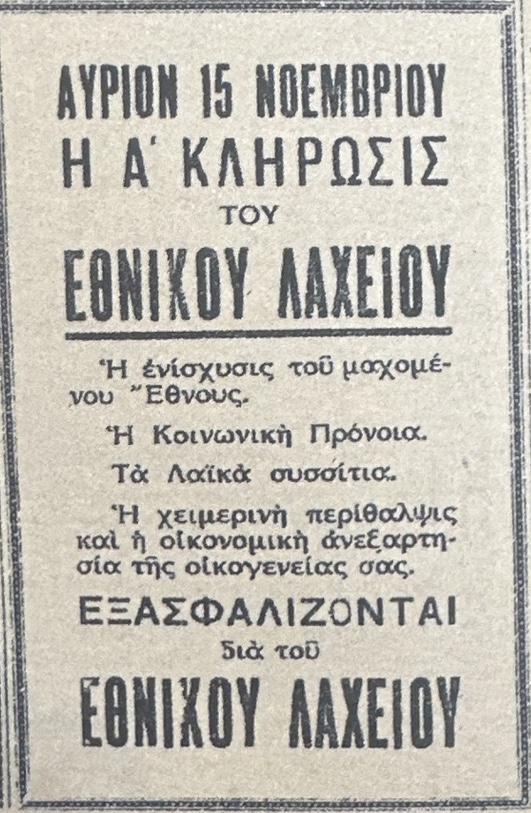 ΑΥΡΙΟΝ 15 ΝΟΕΜΒΡΙΟΥ
Η Α' ΚΛΗΡΩΣΙΣ
ΤΟΥ
ΕΘΝΙΚΟΥ ΛΑΧΕΙΟΥ
Ἡ ἐνίσχυσις τοῦ μαχομέ-
νου Ἔθνους.
Ἡ Κοινωνικὴ Πρόνοια.
Τὰ Λαϊκὰ συσσίτια.
Ἡ χειμερινὴ περίθαλψις
καὶ ἡ οἰκονομικὴ ἀνεξαρτη-
σία τῆς οἰκογενείας σας.
ΕΞΑΣΦΑΛΙΖΟΝΤΑΙ
διὰ τοῦ
ΕΘΝΙΚΟΥ ΛΑΧΕΙΟΥ